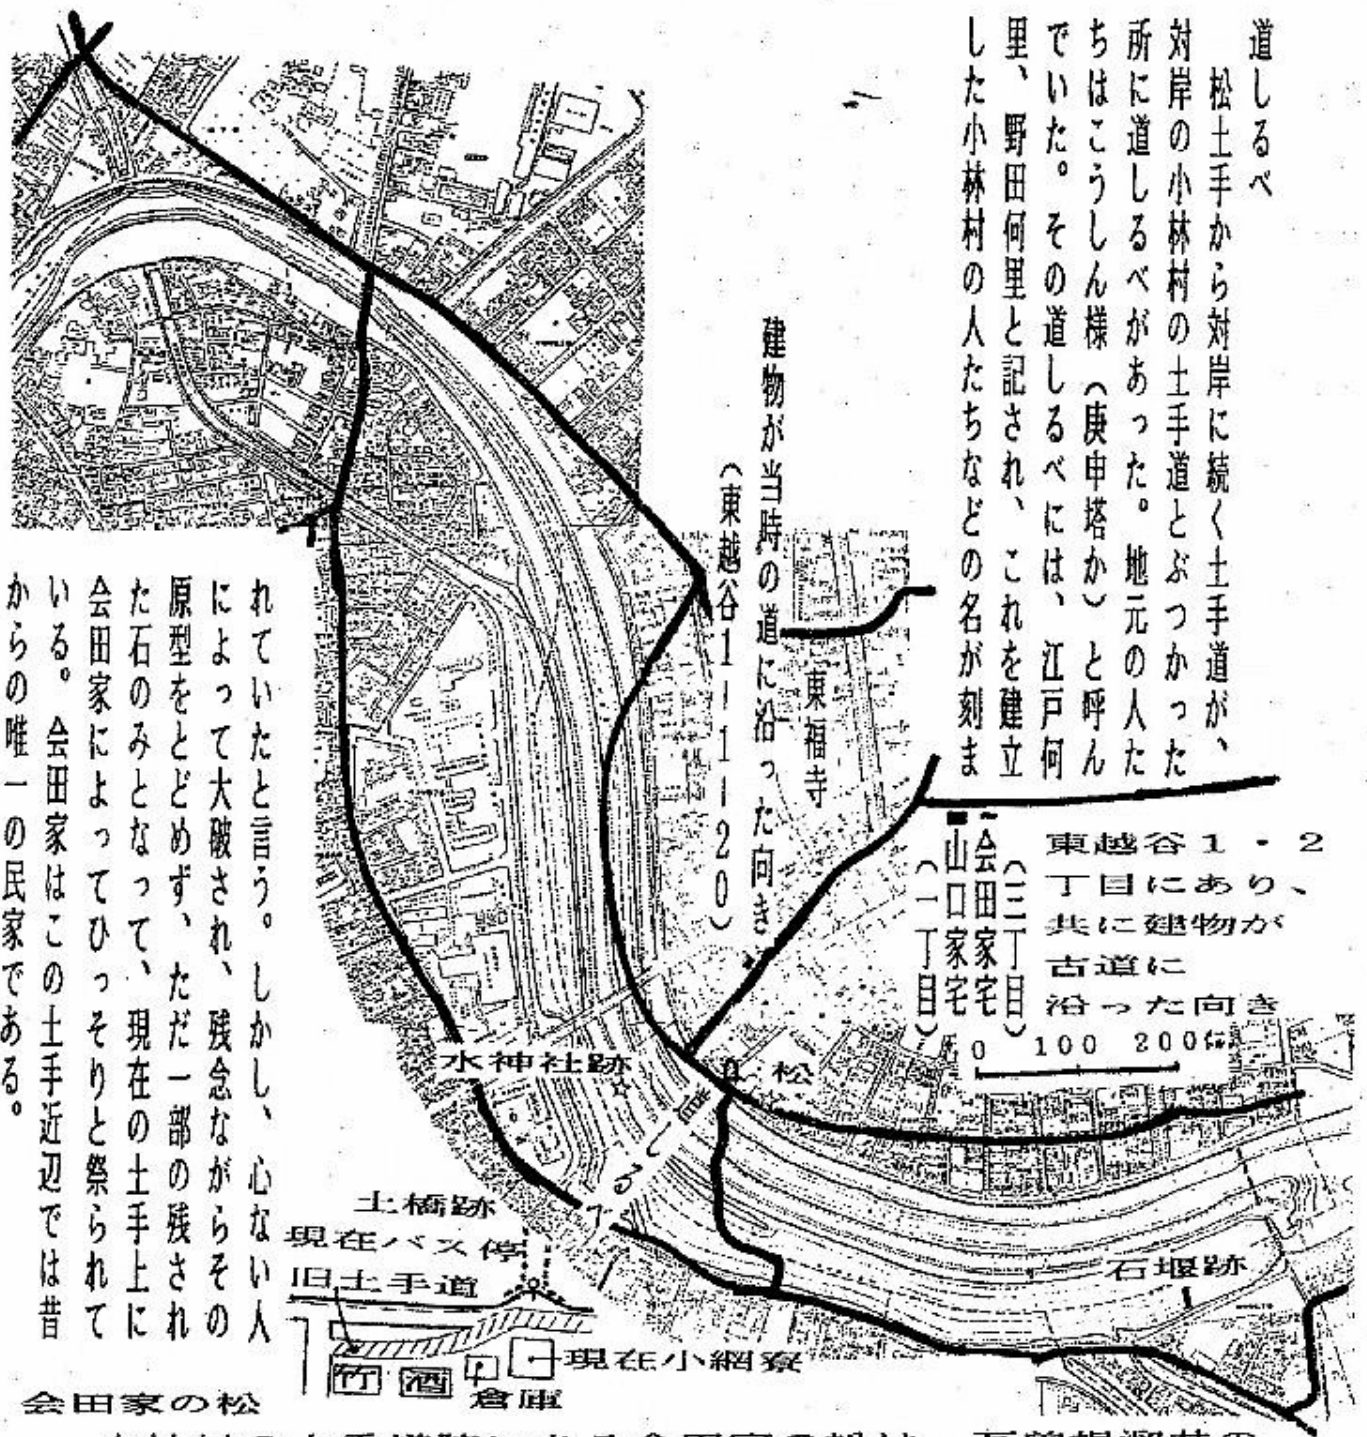 道しるべ
松土手から対岸に続く土手道が、
対岸の小林村の土手道とぶつかった
所に道しるべがあった。地元の人た
ちはこうしん様(庚申塔か)と呼ん
でいた。その道しるべには、江戸何
里、野田何里と記され、これを建立
した小林村の人たちなどの名が刻ま
れていたと言う。しかし、心ない人
によって大破され、残念ながらその
原型をとどめず、ただ一部の残され
た石のみとなって、現在の土手上に
会田家によってひっそりと祭られて
いる。会田家はこの土手近辺では昔
からの唯一の民家である。
建物が当時の道に沿った向き
(東越谷1-11-20)
東福寺
東越谷1・2
丁目にあり、
共に建物が
古道に
沿った向き
会田家宅
(三丁目)
山口家宅
(一丁目)
0 100 200
松
水神社跡
しるべ
石堰跡
土橋跡
現在バス停
旧土手道
竹
酒
倉庫
現在小網寮
会田家の松